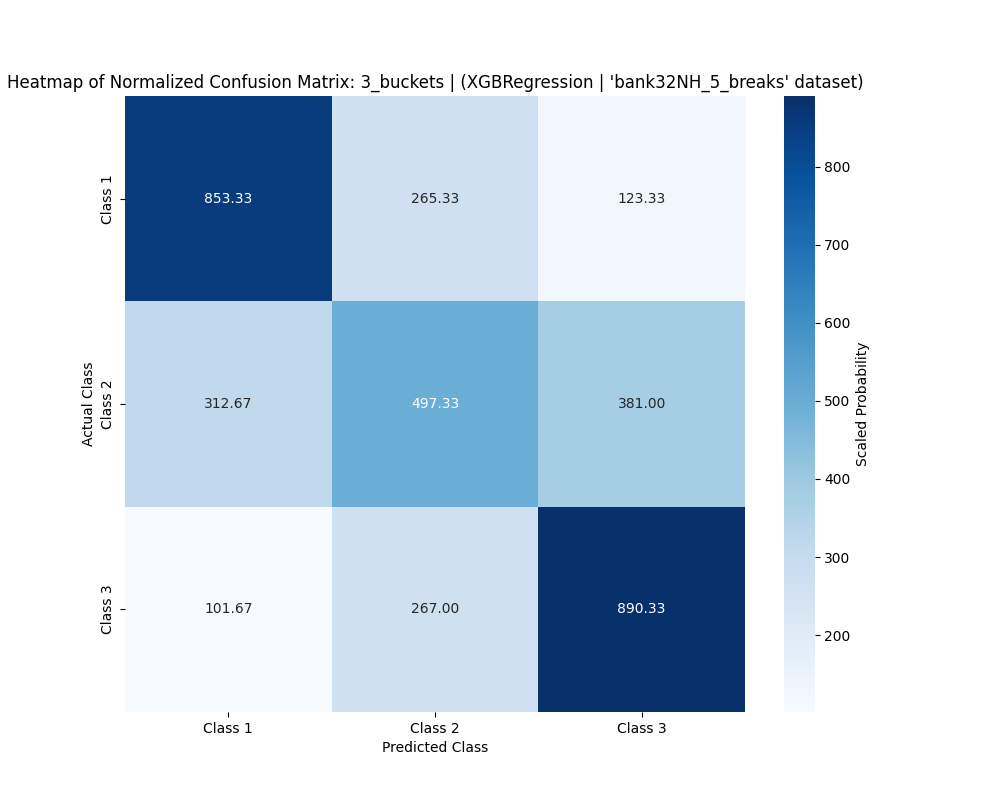 Heatmap of Normalized Confusion Matrix: 3_buckets | (XGBRegression | 'bank32NH_5_breaks' dataset)
Actual Class
Class 1
853.33
265.33
123.33
Class 2
312.67
497.33
381.00
Class 3
101.67
267.00
890.33
Class 1
Class 2
Class 3
Predicted Class
800
700
600
500
400
300
200
Scaled Probability